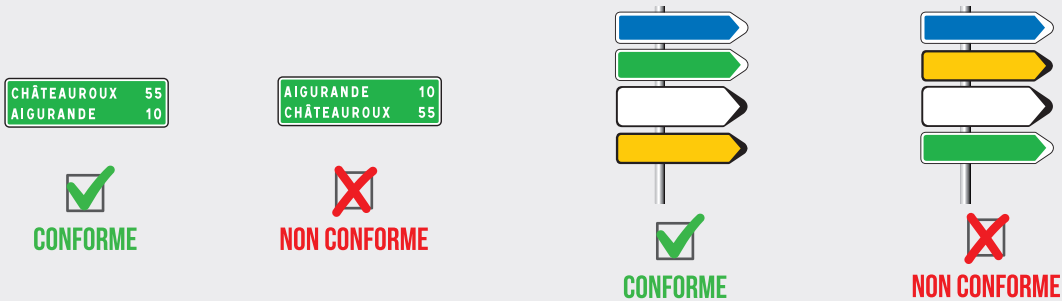 CHÂTEAUROUX 55
AIGURANDE 10
CONFORME
AIGURANDE 10
CHÂTEAUROUX 55
NON CONFORME
CONFORME
NON CONFORME